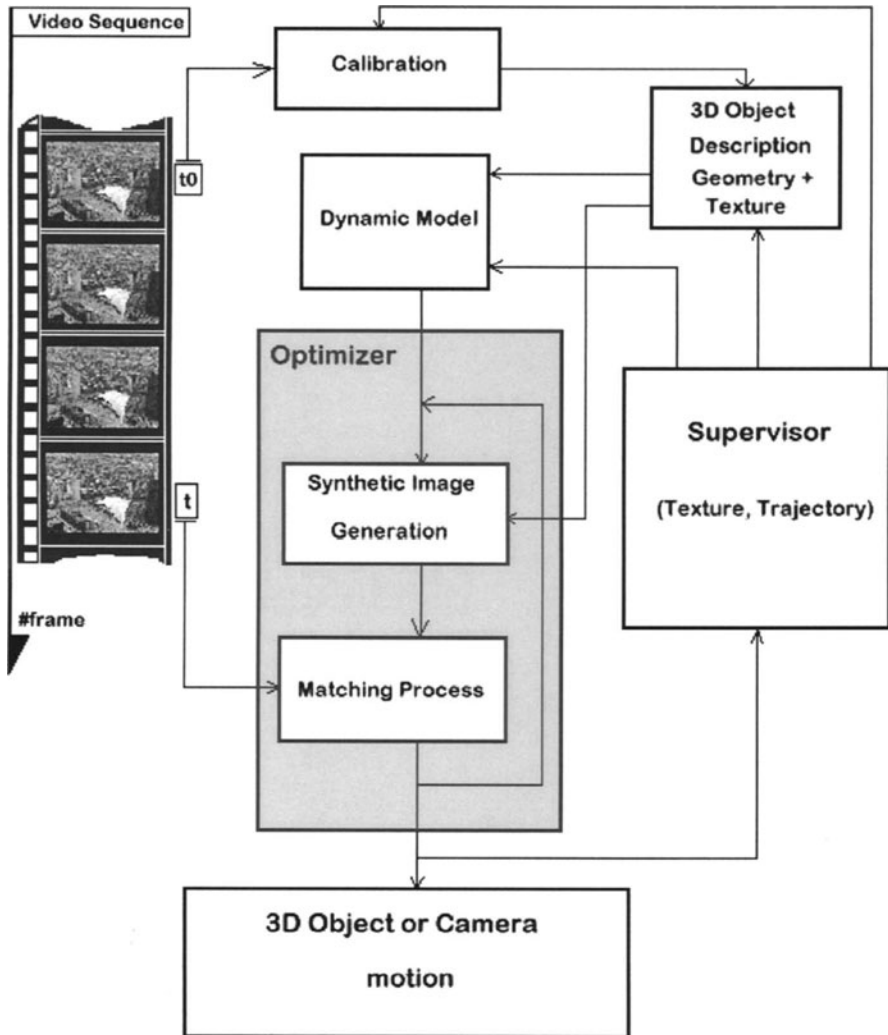 Video Sequence
Calibration
t0
3D Object
Description
Geometry +
Texture
Dynamic Model
Optimizer
Supervisor
(Texture, Trajectory)
Synthetic Image
Generation
t
#frame
Matching Process
3D Object or Camera
motion